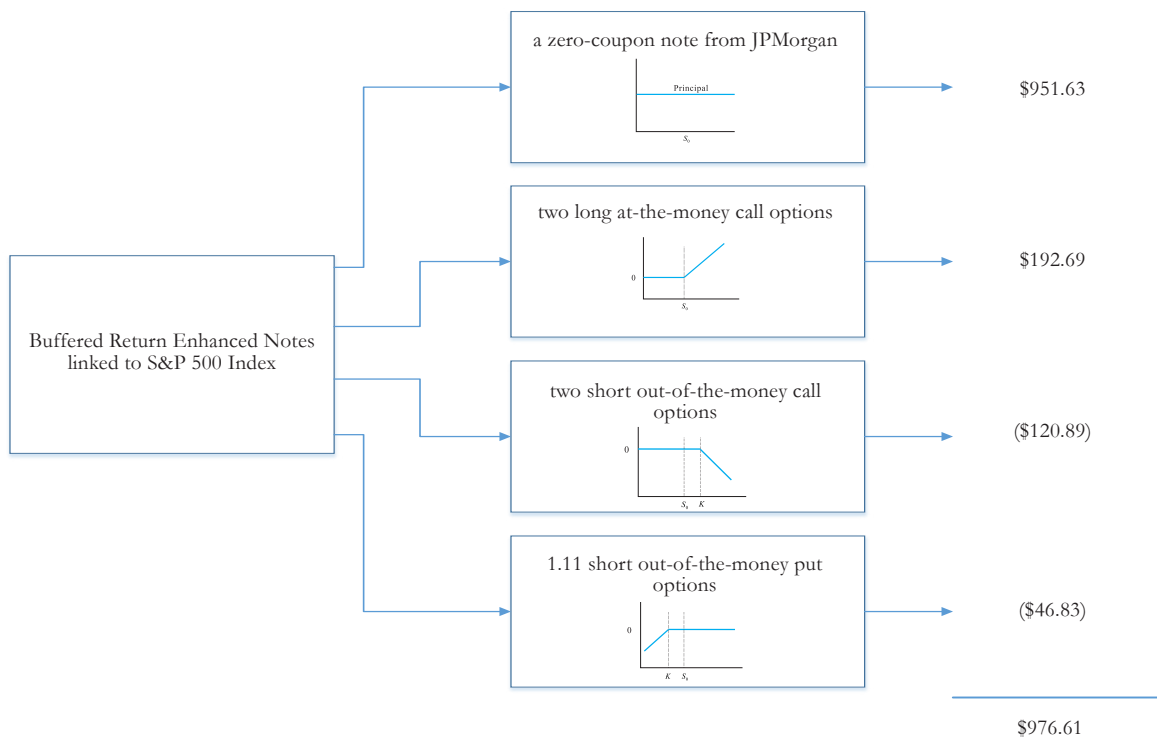 a zero-coupon note from JPMorgan
Principal
S₀
$951.63
two long at-the-money call options
0
S₀
$192.69
Buffered Return Enhanced Notes
linked to S&P 500 Index
two short out-of-the-money call
options
0
S₀ K
($120.89)
1.11 short out-of-the-money put
options
0
K S₀
($46.83)
$976.61